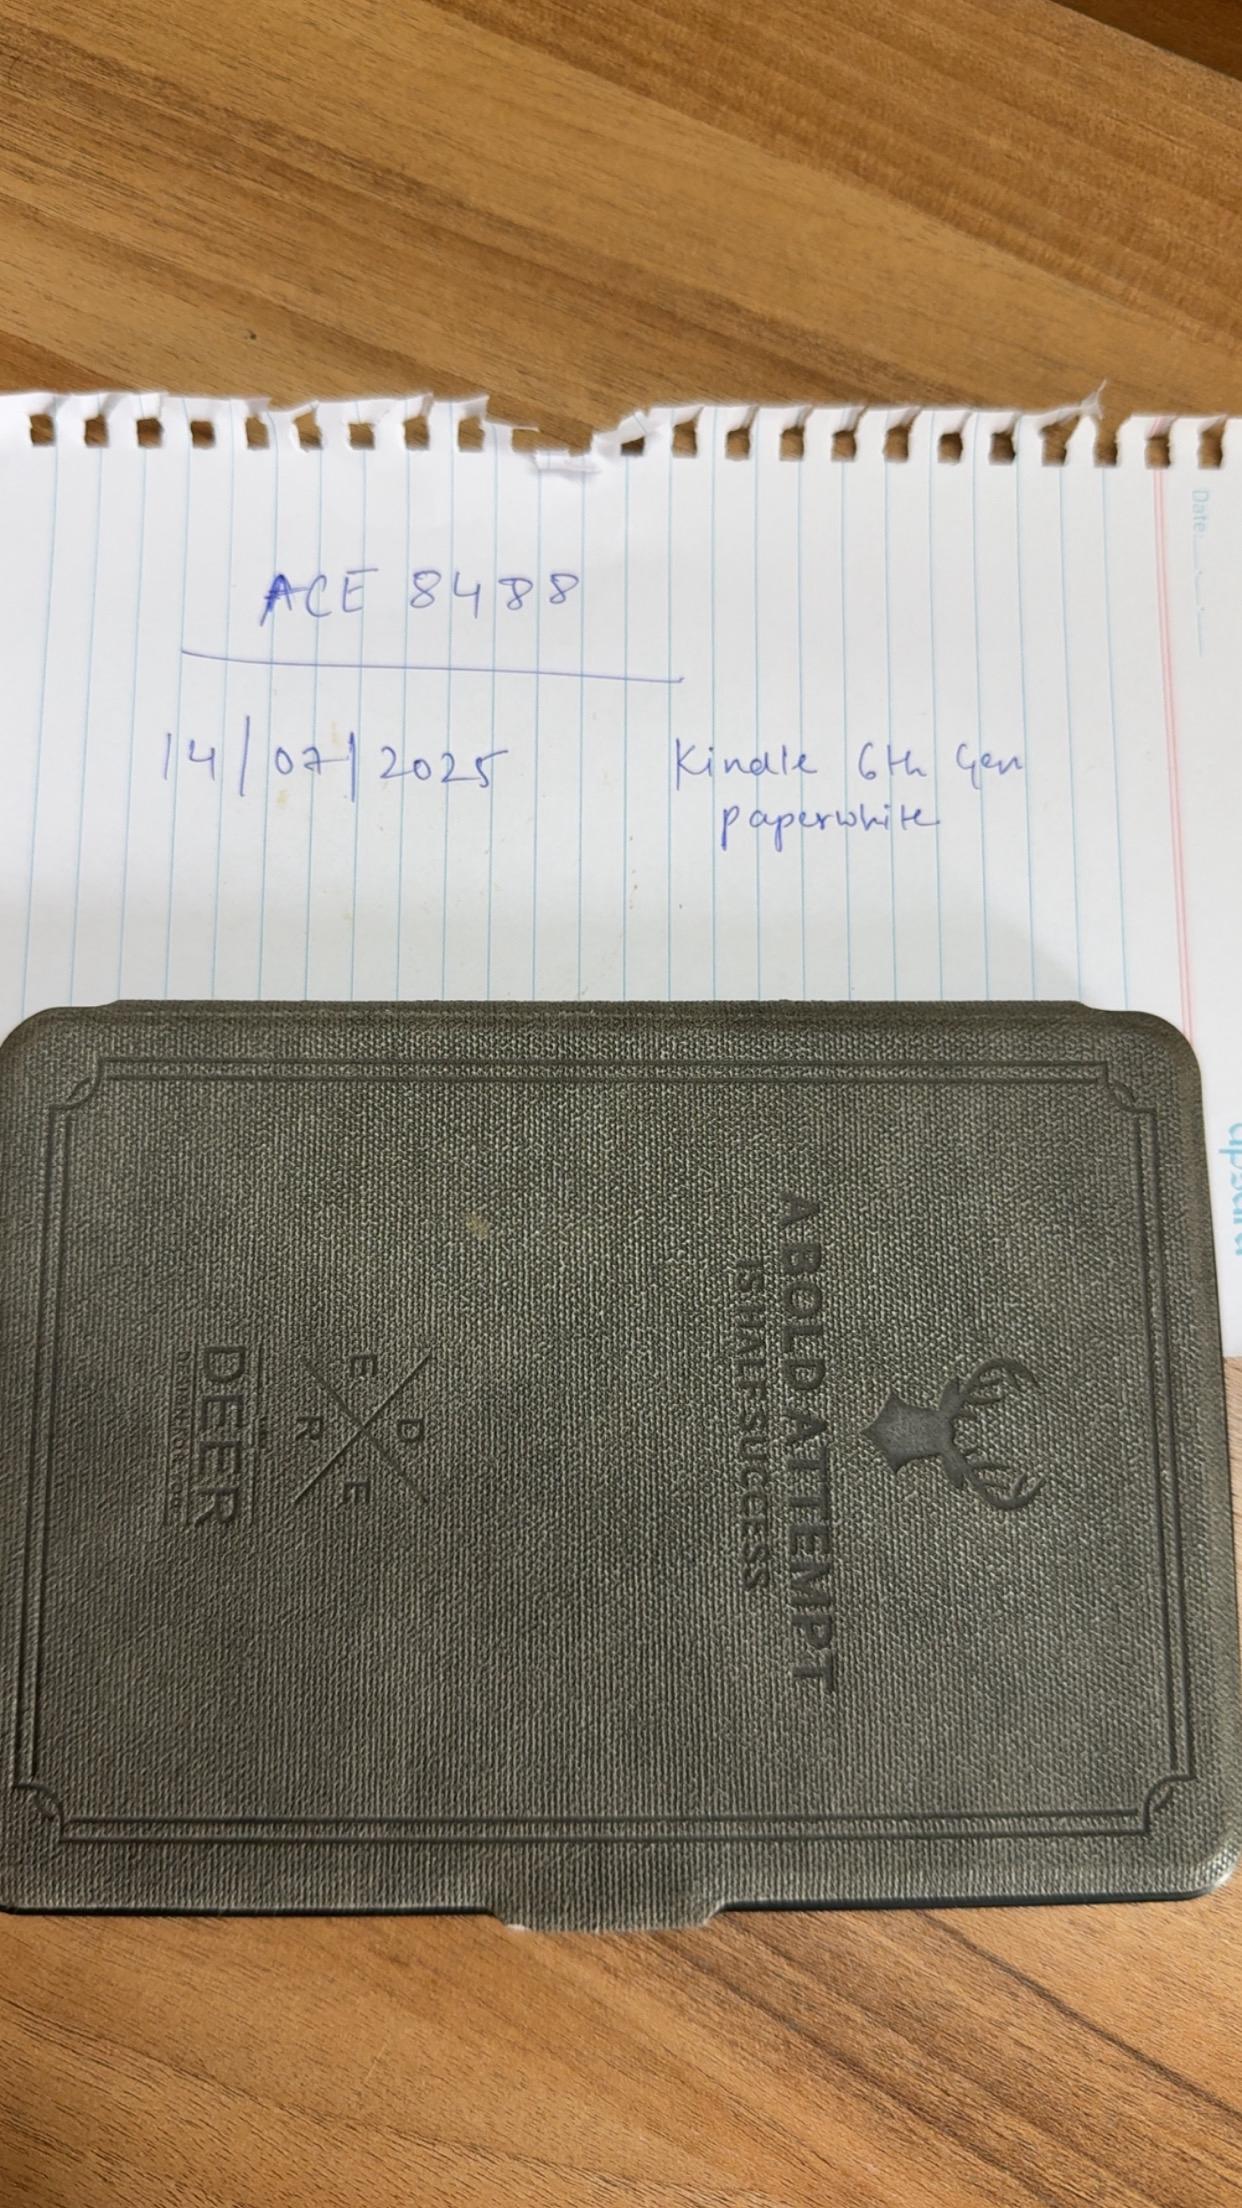 ACE 8488
14/07/2025
Kindle 6th Gen
paperwhite
Date:
A BOLD ATTEMPT
IS HALF SUCCESS
D
E E
R
DEER